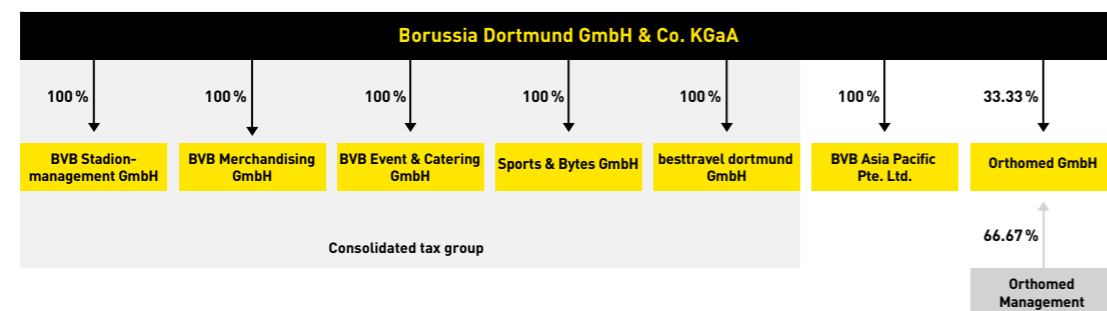 Borussia Dortmund GmbH & Co. KGaA
100 %
100 %
100 %
100 %
100 %
100 %
33.33 %
BVB Stadion-
management GmbH
BVB Merchandising
GmbH
BVB Event & Catering
GmbH
Sports & Bytes GmbH
besttravel dortmund
GmbH
BVB Asia Pacific
Pte. Ltd.
Orthomed GmbH
Consolidated tax group
66.67 %
Orthomed
Management